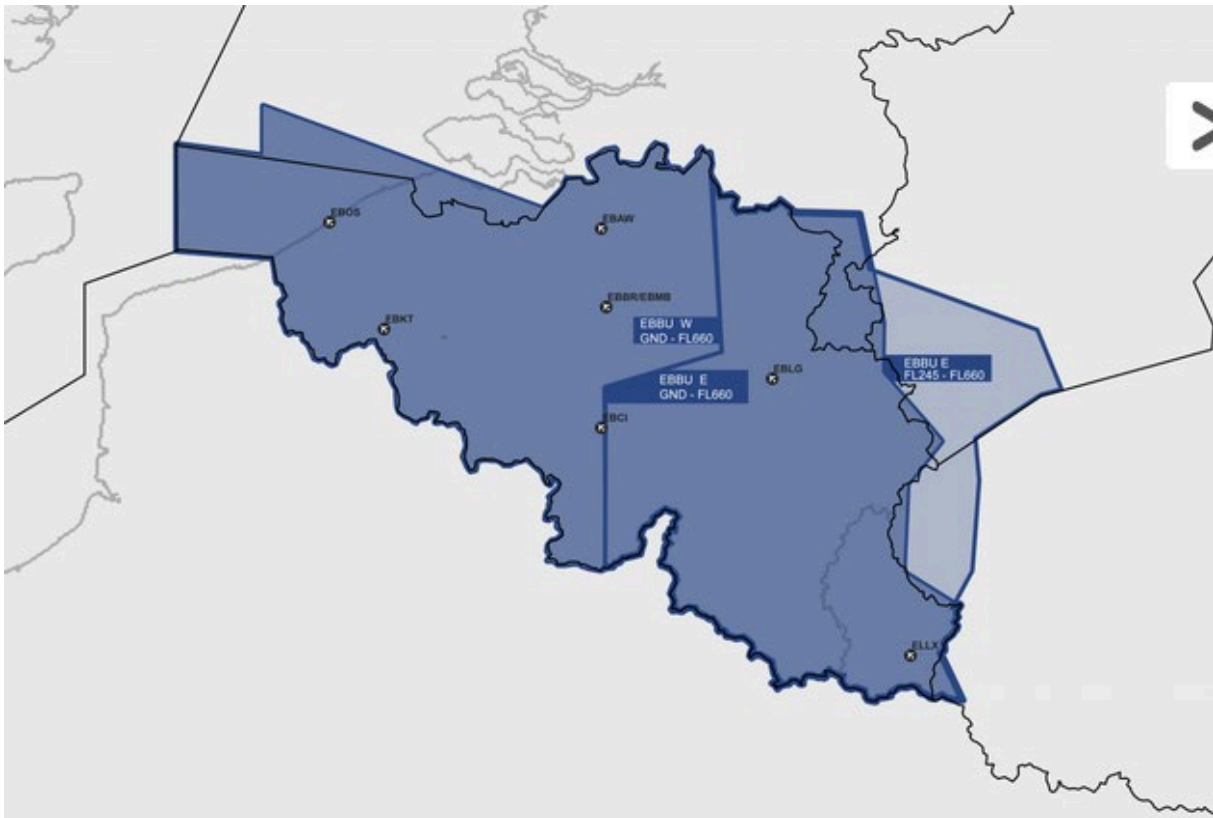 EBOS
EBAW
EBBR/EBMB
EBKT
EBBU W
GND - FL660
EBBU E
FL245 - FL660
EBLG
EBBU E
GND - FL660
EBCI
ELLX